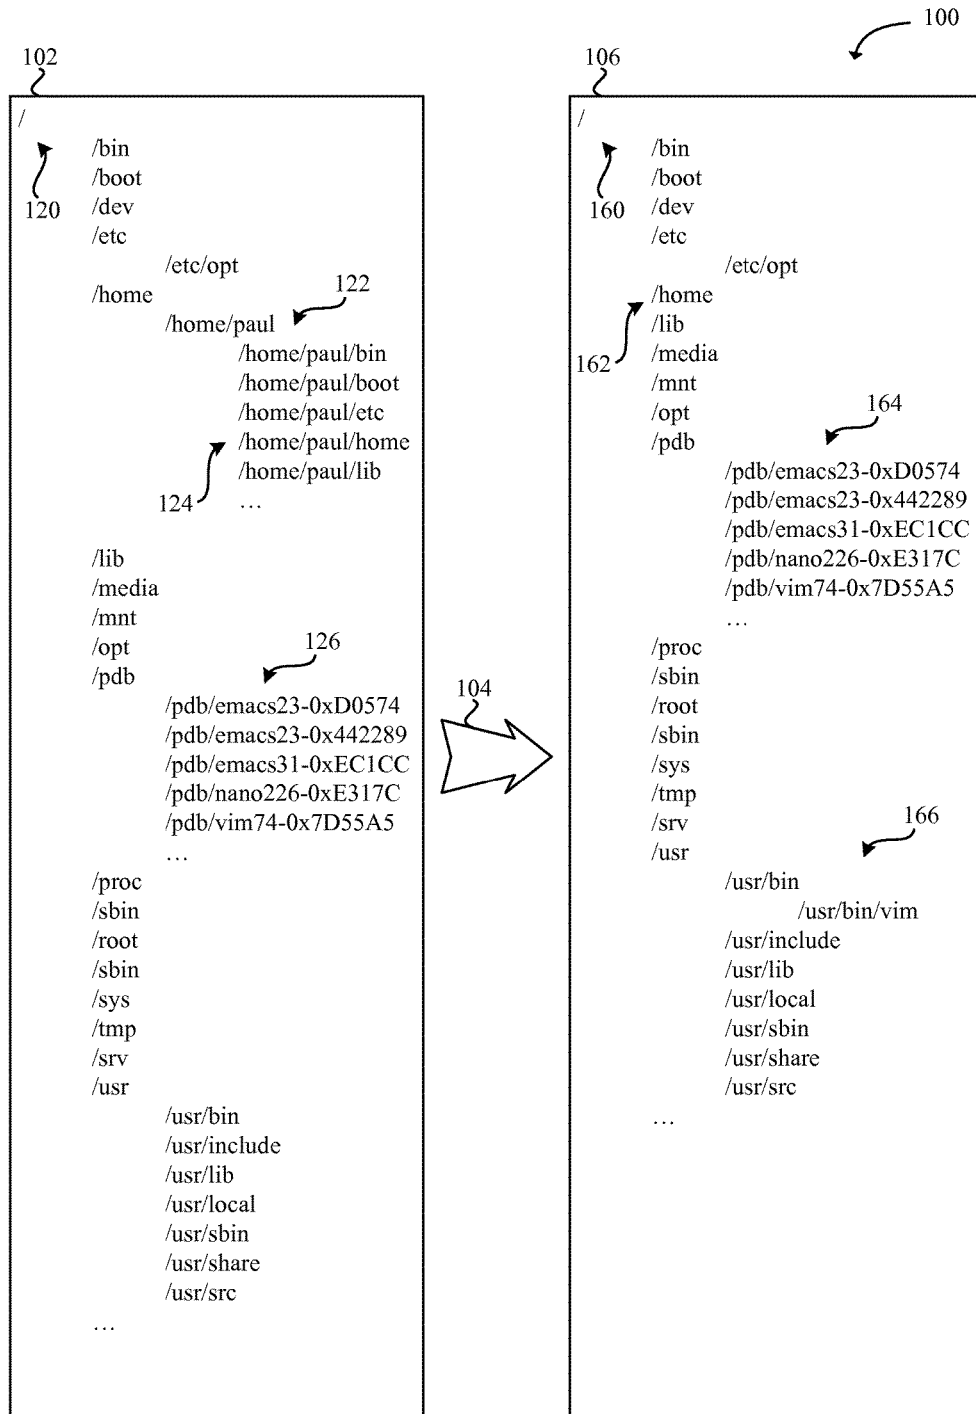 100
102
/
/bin
120
/boot
/dev
/etc
/etc/opt
/home
122
/home/paul
/home/paul/bin
/home/paul/boot
/home/paul/etc
/home/paul/home
124
/home/paul/lib
…
/lib
/media
/mnt
/opt
/pdb
126
/pdb/emacs23-0xD0574
/pdb/emacs23-0x442289
/pdb/emacs31-0xEC1CC
/pdb/nano226-0xE317C
/pdb/vim74-0x7D55A5
…
/proc
/sbin
/root
/sbin
/sys
/tmp
/srv
/usr
/usr/bin
/usr/include
/usr/lib
/usr/local
/usr/sbin
/usr/share
/usr/src
…
104
106
/
/bin
160
/boot
/dev
/etc
/etc/opt
/home
162
/lib
/media
/mnt
/opt
/pdb
164
/pdb/emacs23-0xD0574
/pdb/emacs23-0x442289
/pdb/emacs31-0xEC1CC
/pdb/nano226-0xE317C
/pdb/vim74-0x7D55A5
…
/proc
/sbin
/root
/sbin
/sys
/tmp
/srv
/usr
166
/usr/bin
/usr/bin/vim
/usr/include
/usr/lib
/usr/local
/usr/sbin
/usr/share
/usr/src
…